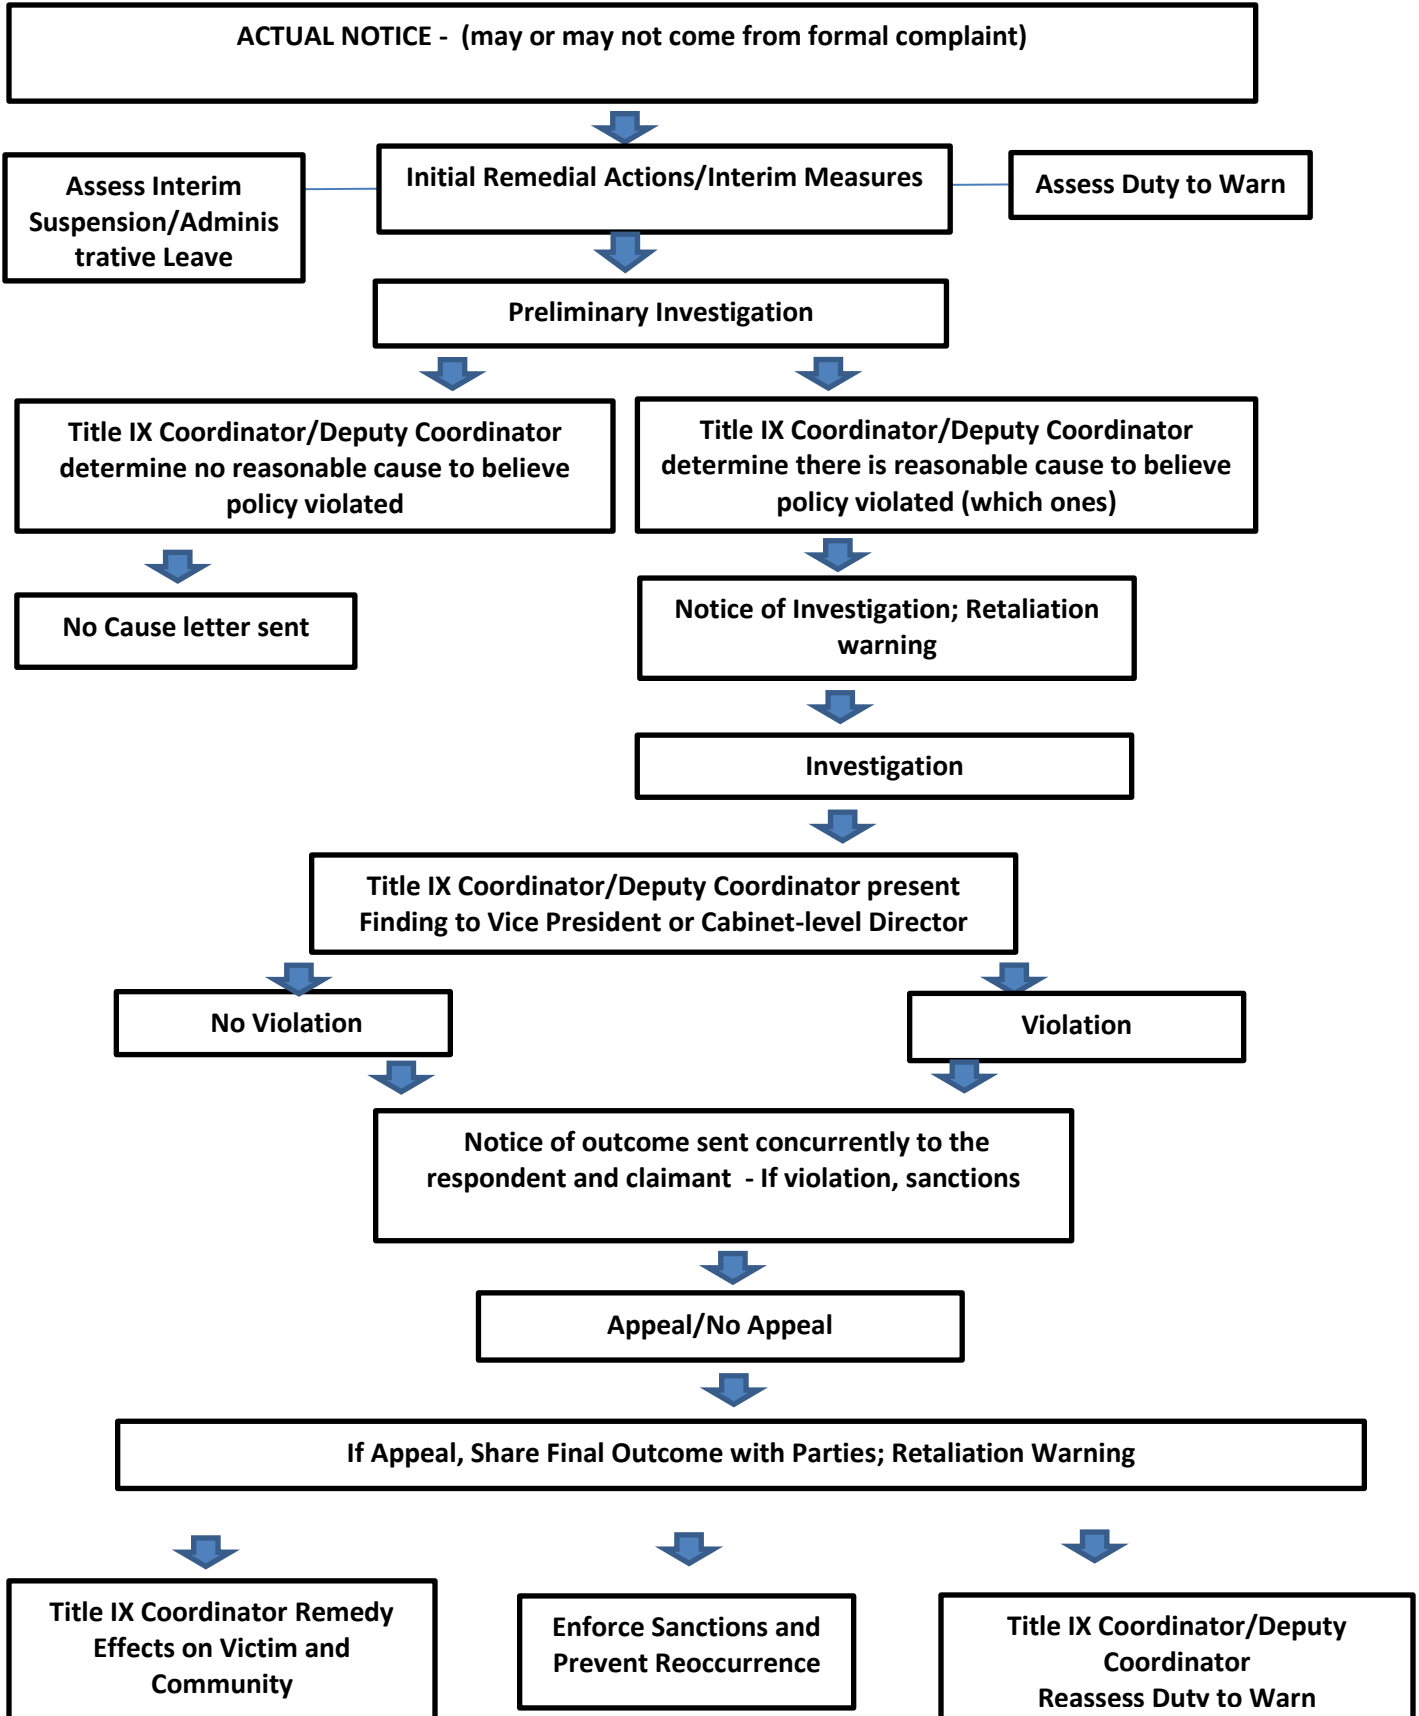 ACTUAL NOTICE - (may or may not come from formal complaint)
Assess Interim
Suspension/Adminis
trative Leave
Initial Remedial Actions/Interim Measures
Assess Duty to Warn
Preliminary Investigation
Title IX Coordinator/Deputy Coordinator
determine no reasonable cause to believe
policy violated
Title IX Coordinator/Deputy Coordinator
determine there is reasonable cause to believe
policy violated (which ones)
No Cause letter sent
Notice of Investigation; Retaliation
warning
Investigation
Title IX Coordinator/Deputy Coordinator present
Finding to Vice President or Cabinet-level Director
No Violation
Violation
Notice of outcome sent concurrently to the
respondent and claimant - If violation, sanctions
Appeal/No Appeal
If Appeal, Share Final Outcome with Parties; Retaliation Warning
Title IX Coordinator Remedy
Effects on Victim and
Community
Enforce Sanctions and
Prevent Reoccurrence
Title IX Coordinator/Deputy
Coordinator
Reassess Duty to Warn